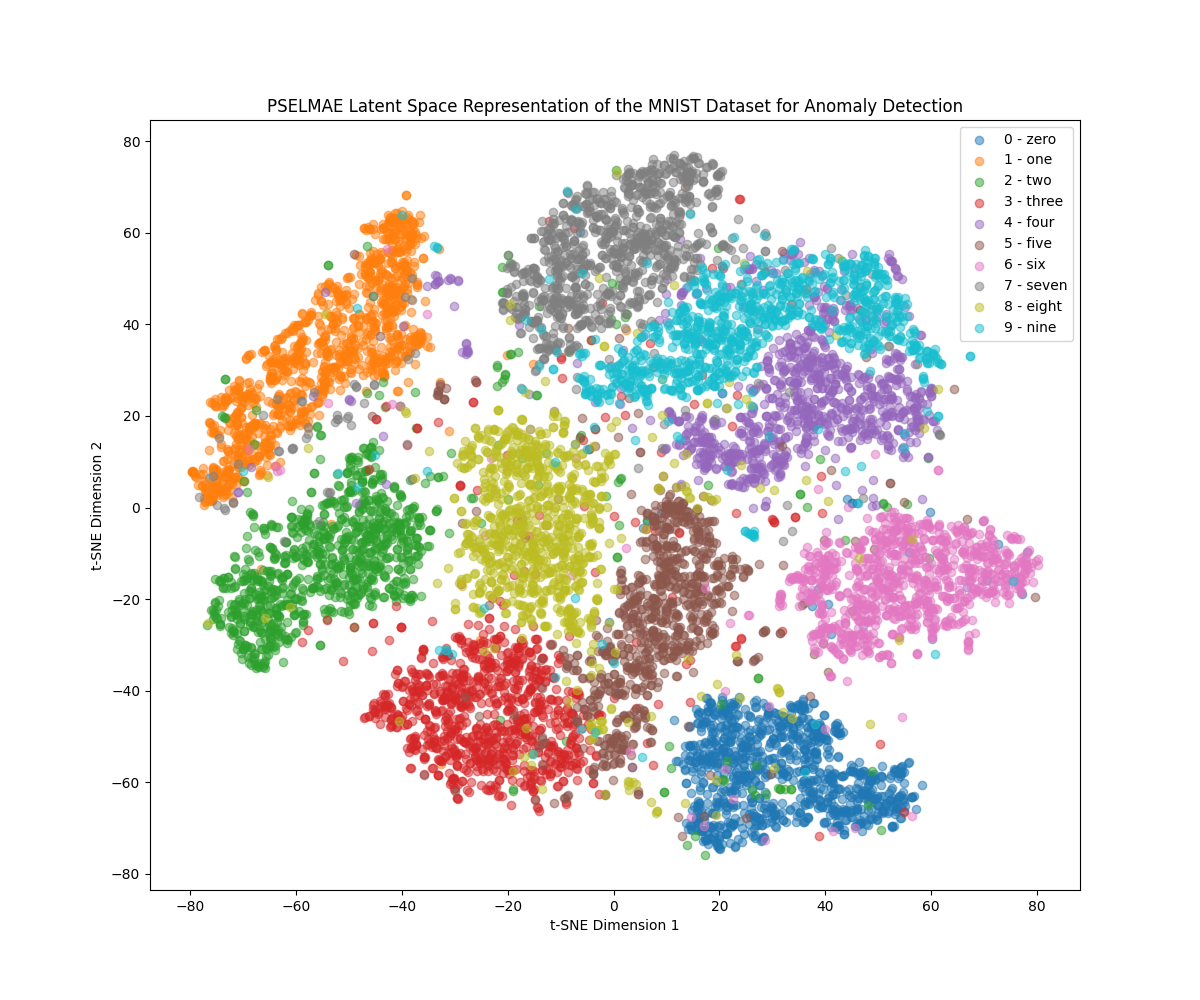 PSELMAE Latent Space Representation of the MNIST Dataset for Anomaly Detection
80
60
40
20
0
−20
−40
−60
−80
t-SNE Dimension 2
0 - zero
1 - one
2 - two
3 - three
4 - four
5 - five
6 - six
7 - seven
8 - eight
9 - nine
−80 −60 −40 −20 0 20 40 60 80
t-SNE Dimension 1